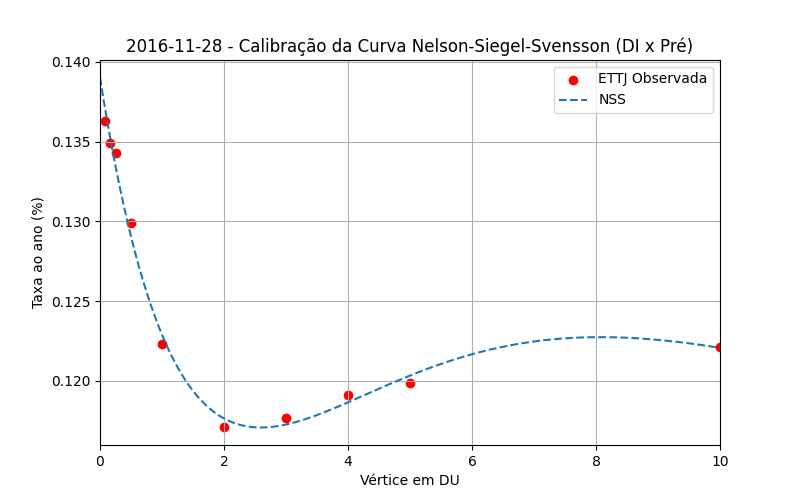 2016-11-28 - Calibração da Curva Nelson-Siegel-Svensson (DI x Pré)
ETTJ Observada
NSS
Taxa ao ano (%)
0.140
0.135
0.130
0.125
0.120
0 2 4 6 8 10
Vértice em DU